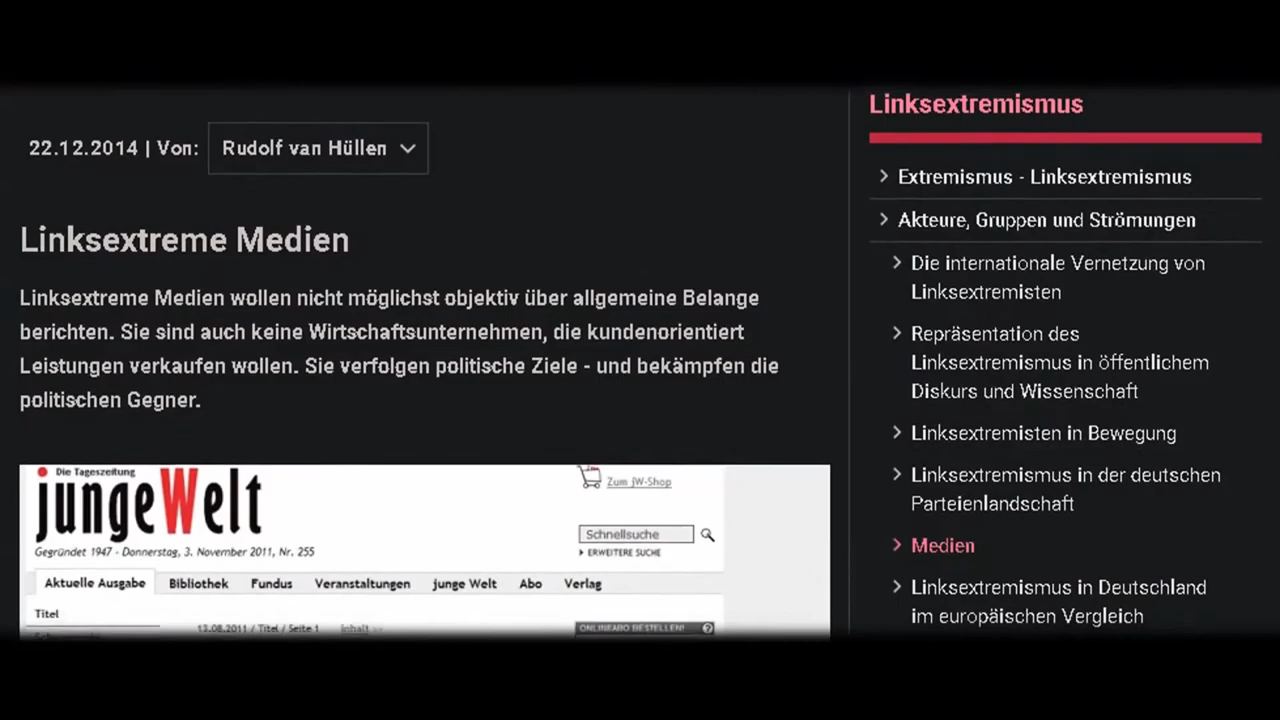 22.12.2014 | Von: Rudolf van Hüllen
Linksextreme Medien
Linksextreme Medien wollen nicht möglichst objektiv über allgemeine Belange
berichten. Sie sind auch keine Wirtschaftsunternehmen, die kundenorientiert
Leistungen verkaufen wollen. Sie verfolgen politische Ziele - und bekämpfen die
politischen Gegner.
Die Tageszeitung
jungeWelt
Gegründet 1947 - Donnerstag, 3. November 2011, Nr. 255
Zum jW-Shop
Schnellsuche
ERWEITERE SUCHE
Aktuelle Ausgabe Bibliothek Fundus Veranstaltungen junge Welt Abo Verlag
Titel
13.08.2011 / Titel / Seite 1 Inhalt
ONLINEABO BESTELLEN!
Linksextremismus
Extremismus - Linksextremismus
Akteure, Gruppen und Strömungen
Die internationale Vernetzung von
Linksextremisten
Repräsentation des
Linksextremismus in öffentlichem
Diskurs und Wissenschaft
Linksextremisten in Bewegung
Linksextremismus in der deutschen
Parteienlandschaft
Medien
Linksextremismus in Deutschland
im europäischen Vergleich